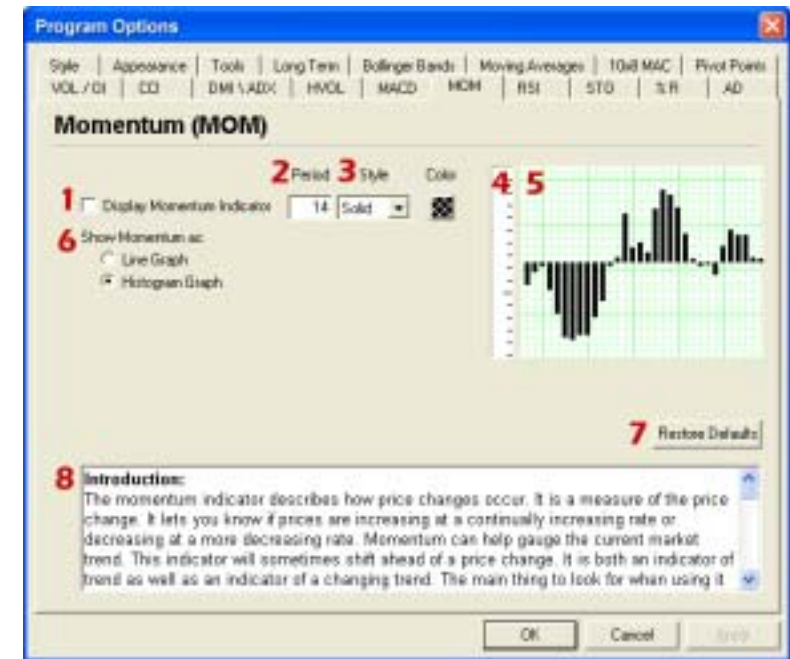 Program Options
Style Appearance Tools Long Term Bollinger Bands Moving Averages 10x8 MAC Pivot Points
VOL / OI CCI DMI \ ADX HVOL MACD MOM RSI STO % R AD
Momentum (MOM)
2 Period 3 Style Color 4 5
1 Display Momentum Indicator 14 Solid
6 Show Momentum as:
Line Graph
Histogram Graph
7 Restore Defaults
8 Introduction:
The momentum indicator describes how price changes occur. It is a measure of the price
change. It lets you know if prices are increasing at a continually increasing rate or
decreasing at a more decreasing rate. Momentum can help gauge the current market
trend. This indicator will sometimes shift ahead of a price change. It is both an indicator of
trend as well as an indicator of a changing trend. The main thing to look for when using it
OK Cancel Apply